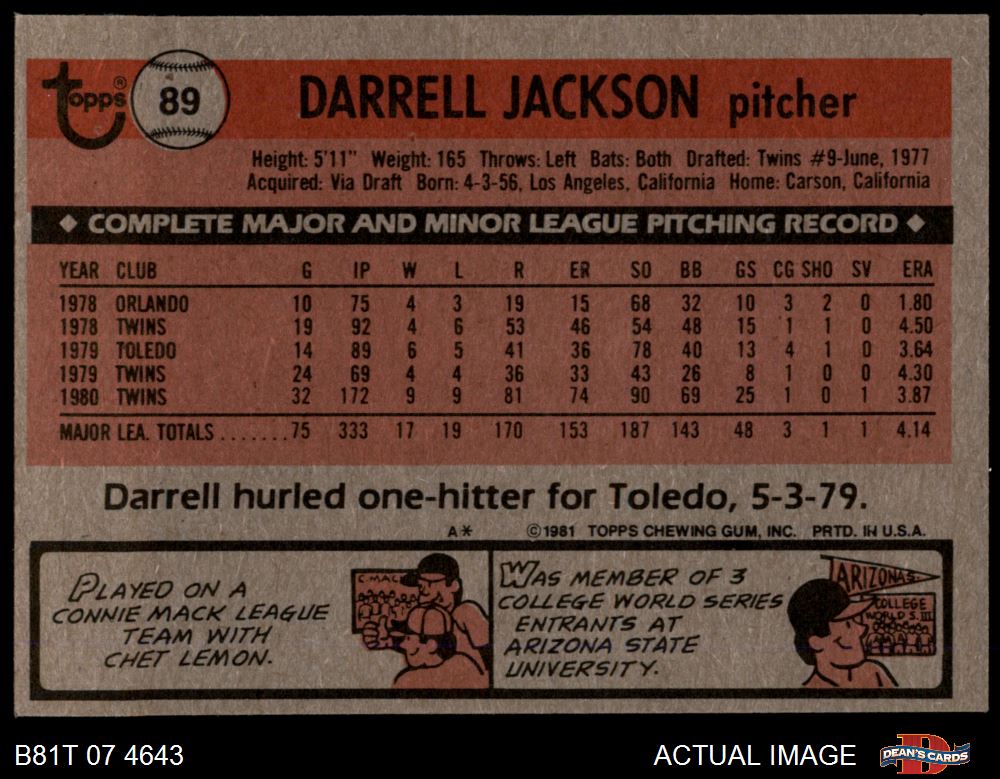 Topps®
89
DARRELL JACKSON pitcher
Height: 5'11" Weight: 165 Throws: Left Bats: Both Drafted: Twins #9-June, 1977
Acquired: Via Draft Born: 4-3-56, Los Angeles, California Home: Carson, California
◆ COMPLETE MAJOR AND MINOR LEAGUE PITCHING RECORD ◆
YEAR CLUB G IP W L R ER SO BB GS CG SHO SV ERA
1978 ORLANDO 10 75 4 3 19 15 68 32 10 3 2 0 1.80
1978 TWINS 19 92 4 6 53 46 54 48 15 1 1 0 4.50
1979 TOLEDO 14 89 6 5 41 36 78 40 13 4 1 0 3.64
1979 TWINS 24 69 4 4 36 33 43 26 8 1 0 0 4.30
1980 TWINS 32 172 9 9 81 74 90 69 25 1 0 1 3.87
MAJOR LEA. TOTALS .......75 333 17 19 170 153 187 143 48 3 1 1 4.14
Darrell hurled one-hitter for Toledo, 5-3-79.
A* ©1981 TOPPS CHEWING GUM, INC. PRTD. IN U.S.A.
PLAYED ON A
CONNIE MACK LEAGUE
TEAM WITH
CHET LEMON.
C. MAC
WAS MEMBER OF 3
COLLEGE WORLD SERIES
ENTRANTS AT
ARIZONA STATE
UNIVERSITY.
ARIZONA S.
COLLEGE
WORLD S. III
B81T 07 4643
ACTUAL IMAGE
DEAN'S CARDS